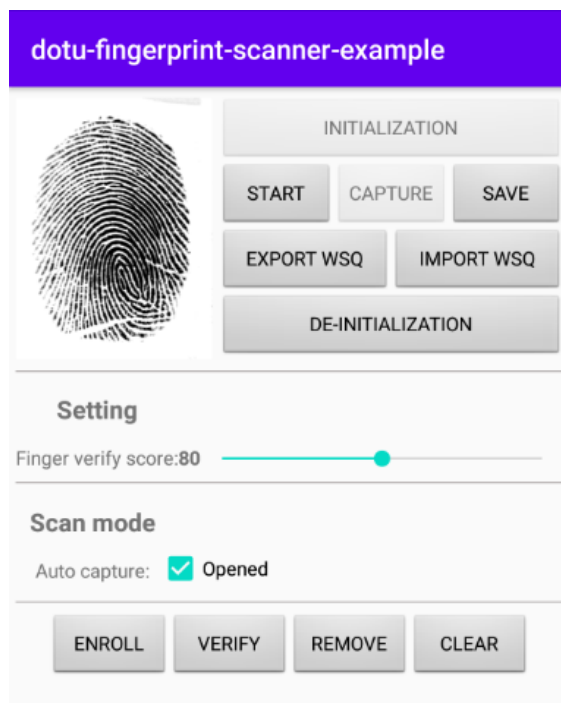 dotu-fingerprint-scanner-example
INITIALIZATION
START CAPTURE SAVE
EXPORT WSQ IMPORT WSQ
DE-INITIALIZATION
Setting
Finger verify score:80
Scan mode
Auto capture: Opened
ENROLL VERIFY REMOVE CLEAR